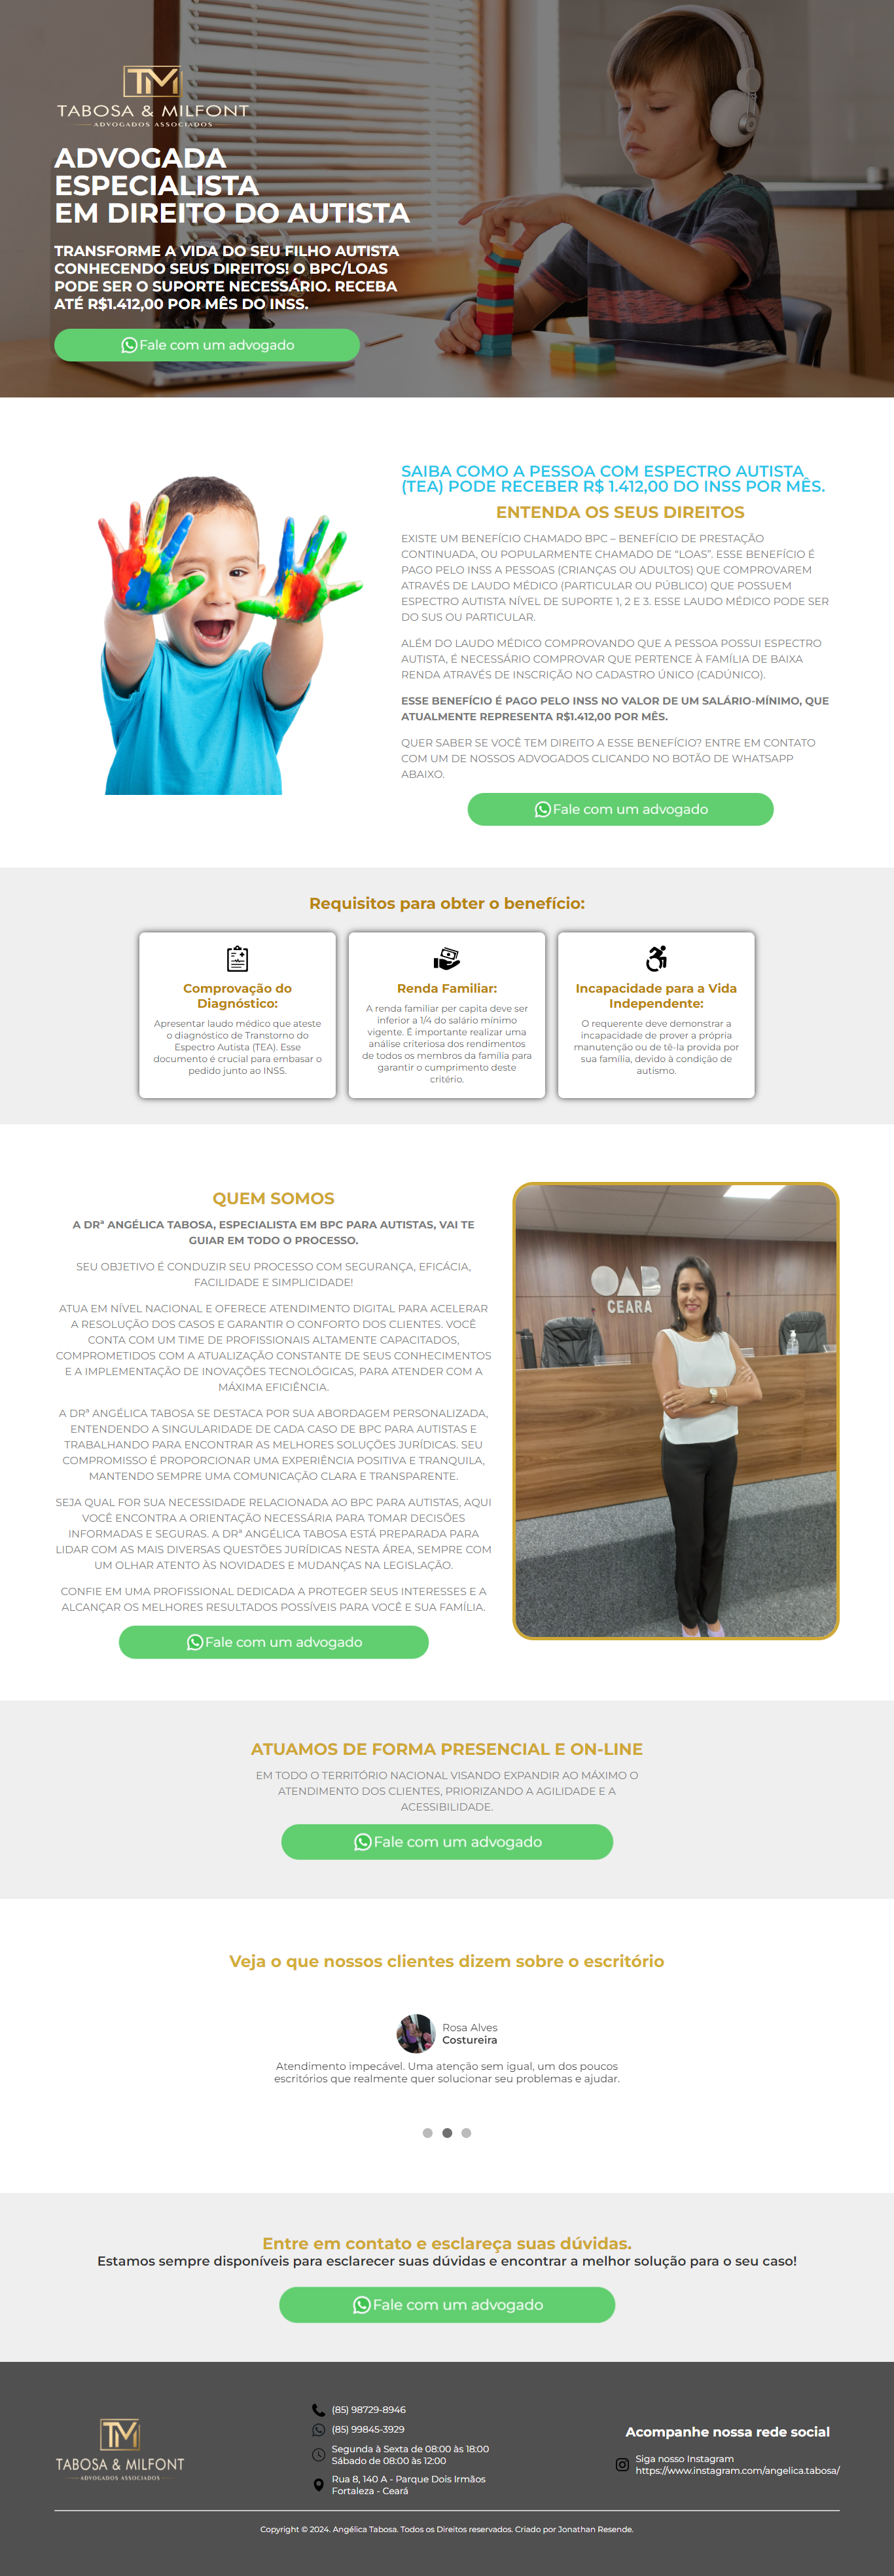 TM
TABOSA & MILFONT
ADVOGADOS ASSOCIADOS
ADVOGADA
ESPECIALISTA
EM DIREITO DO AUTISTA
TRANSFORME A VIDA DO SEU FILHO AUTISTA
CONHECENDO SEUS DIREITOS! O BPC/LOAS
PODE SER O SUPORTE NECESSÁRIO. RECEBA
ATÉ R$1.412,00 POR MÊS DO INSS.
Fale com um advogado
SAIBA COMO A PESSOA COM ESPECTRO AUTISTA
(TEA) PODE RECEBER R$ 1.412,00 DO INSS POR MÊS.
ENTENDA OS SEUS DIREITOS
EXISTE UM BENEFÍCIO CHAMADO BPC – BENEFÍCIO DE PRESTAÇÃO
CONTINUADA, OU POPULARMENTE CHAMADO DE “LOAS”. ESSE BENEFÍCIO É
PAGO PELO INSS A PESSOAS (CRIANÇAS OU ADULTOS) QUE COMPROVAREM
ATRAVÉS DE LAUDO MÉDICO (PARTICULAR OU PÚBLICO) QUE POSSUEM
ESPECTRO AUTISTA NÍVEL DE SUPORTE 1, 2 E 3. ESSE LAUDO MÉDICO PODE SER
DO SUS OU PARTICULAR.
ALÉM DO LAUDO MÉDICO COMPROVANDO QUE A PESSOA POSSUI ESPECTRO
AUTISTA, É NECESSÁRIO COMPROVAR QUE PERTENCE À FAMÍLIA DE BAIXA
RENDA ATRAVÉS DE INSCRIÇÃO NO CADASTRO ÚNICO (CADÚNICO).
ESSE BENEFÍCIO É PAGO PELO INSS NO VALOR DE UM SALÁRIO-MÍNIMO, QUE
ATUALMENTE REPRESENTA R$1.412,00 POR MÊS.
QUER SABER SE VOCÊ TEM DIREITO A ESSE BENEFÍCIO? ENTRE EM CONTATO
COM UM DE NOSSOS ADVOGADOS CLICANDO NO BOTÃO DE WHATSAPP
ABAIXO.
Fale com um advogado
Requisitos para obter o benefício:
Comprovação do
Diagnóstico:
Apresentar laudo médico que ateste
o diagnóstico de Transtorno do
Espectro Autista (TEA). Esse
documento é crucial para embasar o
pedido junto ao INSS.
Renda Familiar:
A renda familiar per capita deve ser
inferior a 1/4 do salário mínimo
vigente. É importante realizar uma
análise criteriosa dos rendimentos
de todos os membros da família para
garantir o cumprimento deste
critério.
Incapacidade para a Vida
Independente:
O requerente deve demonstrar a
incapacidade de prover a própria
manutenção ou de tê-la provida por
sua família, devido à condição de
autismo.
QUEM SOMOS
A DRª ANGÉLICA TABOSA, ESPECIALISTA EM BPC PARA AUTISTAS, VAI TE
GUIAR EM TODO O PROCESSO.
SEU OBJETIVO É CONDUZIR SEU PROCESSO COM SEGURANÇA, EFICÁCIA,
FACILIDADE E SIMPLICIDADE!
ATUA EM NÍVEL NACIONAL E OFERECE ATENDIMENTO DIGITAL PARA ACELERAR
A RESOLUÇÃO DOS CASOS E GARANTIR O CONFORTO DOS CLIENTES. VOCÊ
CONTA COM UM TIME DE PROFISSIONAIS ALTAMENTE CAPACITADOS,
COMPROMETIDOS COM A ATUALIZAÇÃO CONSTANTE DE SEUS CONHECIMENTOS
E A IMPLEMENTAÇÃO DE INOVAÇÕES TECNOLÓGICAS, PARA ATENDER COM A
MÁXIMA EFICIÊNCIA.
A DRª ANGÉLICA TABOSA SE DESTACA POR SUA ABORDAGEM PERSONALIZADA,
ENTENDENDO A SINGULARIDADE DE CADA CASO DE BPC PARA AUTISTAS E
TRABALHANDO PARA ENCONTRAR AS MELHORES SOLUÇÕES JURÍDICAS. SEU
COMPROMISSO É PROPORCIONAR UMA EXPERIÊNCIA POSITIVA E TRANQUILA,
MANTENDO SEMPRE UMA COMUNICAÇÃO CLARA E TRANSPARENTE.
SEJA QUAL FOR SUA NECESSIDADE RELACIONADA AO BPC PARA AUTISTAS, AQUI
VOCÊ ENCONTRA A ORIENTAÇÃO NECESSÁRIA PARA TOMAR DECISÕES
INFORMADAS E SEGURAS. A DRª ANGÉLICA TABOSA ESTÁ PREPARADA PARA
LIDAR COM AS MAIS DIVERSAS QUESTÕES JURÍDICAS NESTA ÁREA, SEMPRE COM
UM OLHAR ATENTO ÀS NOVIDADES E MUDANÇAS NA LEGISLAÇÃO.
CONFIE EM UMA PROFISSIONAL DEDICADA A PROTEGER SEUS INTERESSES E A
ALCANÇAR OS MELHORES RESULTADOS POSSÍVEIS PARA VOCÊ E SUA FAMÍLIA.
Fale com um advogado
OAB
CEARA
ATUAMOS DE FORMA PRESENCIAL E ON-LINE
EM TODO O TERRITÓRIO NACIONAL VISANDO EXPANDIR AO MÁXIMO O
ATENDIMENTO DOS CLIENTES, PRIORIZANDO A AGILIDADE E A
ACESSIBILIDADE.
Fale com um advogado
Veja o que nossos clientes dizem sobre o escritório
Rosa Alves
Costureira
Atendimento impecável. Uma atenção sem igual, um dos poucos
escritórios que realmente quer solucionar seu problemas e ajudar.
Entre em contato e esclareça suas dúvidas.
Estamos sempre disponíveis para esclarecer suas dúvidas e encontrar a melhor solução para o seu caso!
Fale com um advogado
TM
TABOSA & MILFONT
ADVOGADOS ASSOCIADOS
(85) 98729-8946
(85) 99845-3929
Segunda à Sexta de 08:00 às 18:00
Sábado de 08:00 às 12:00
Rua 8, 140 A - Parque Dois Irmãos
Fortaleza - Ceará
Acompanhe nossa rede social
Siga nosso Instagram
https://www.instagram.com/angelica.tabosa/
Copyright © 2024. Angélica Tabosa. Todos os Direitos reservados. Criado por Jonathan Resende.